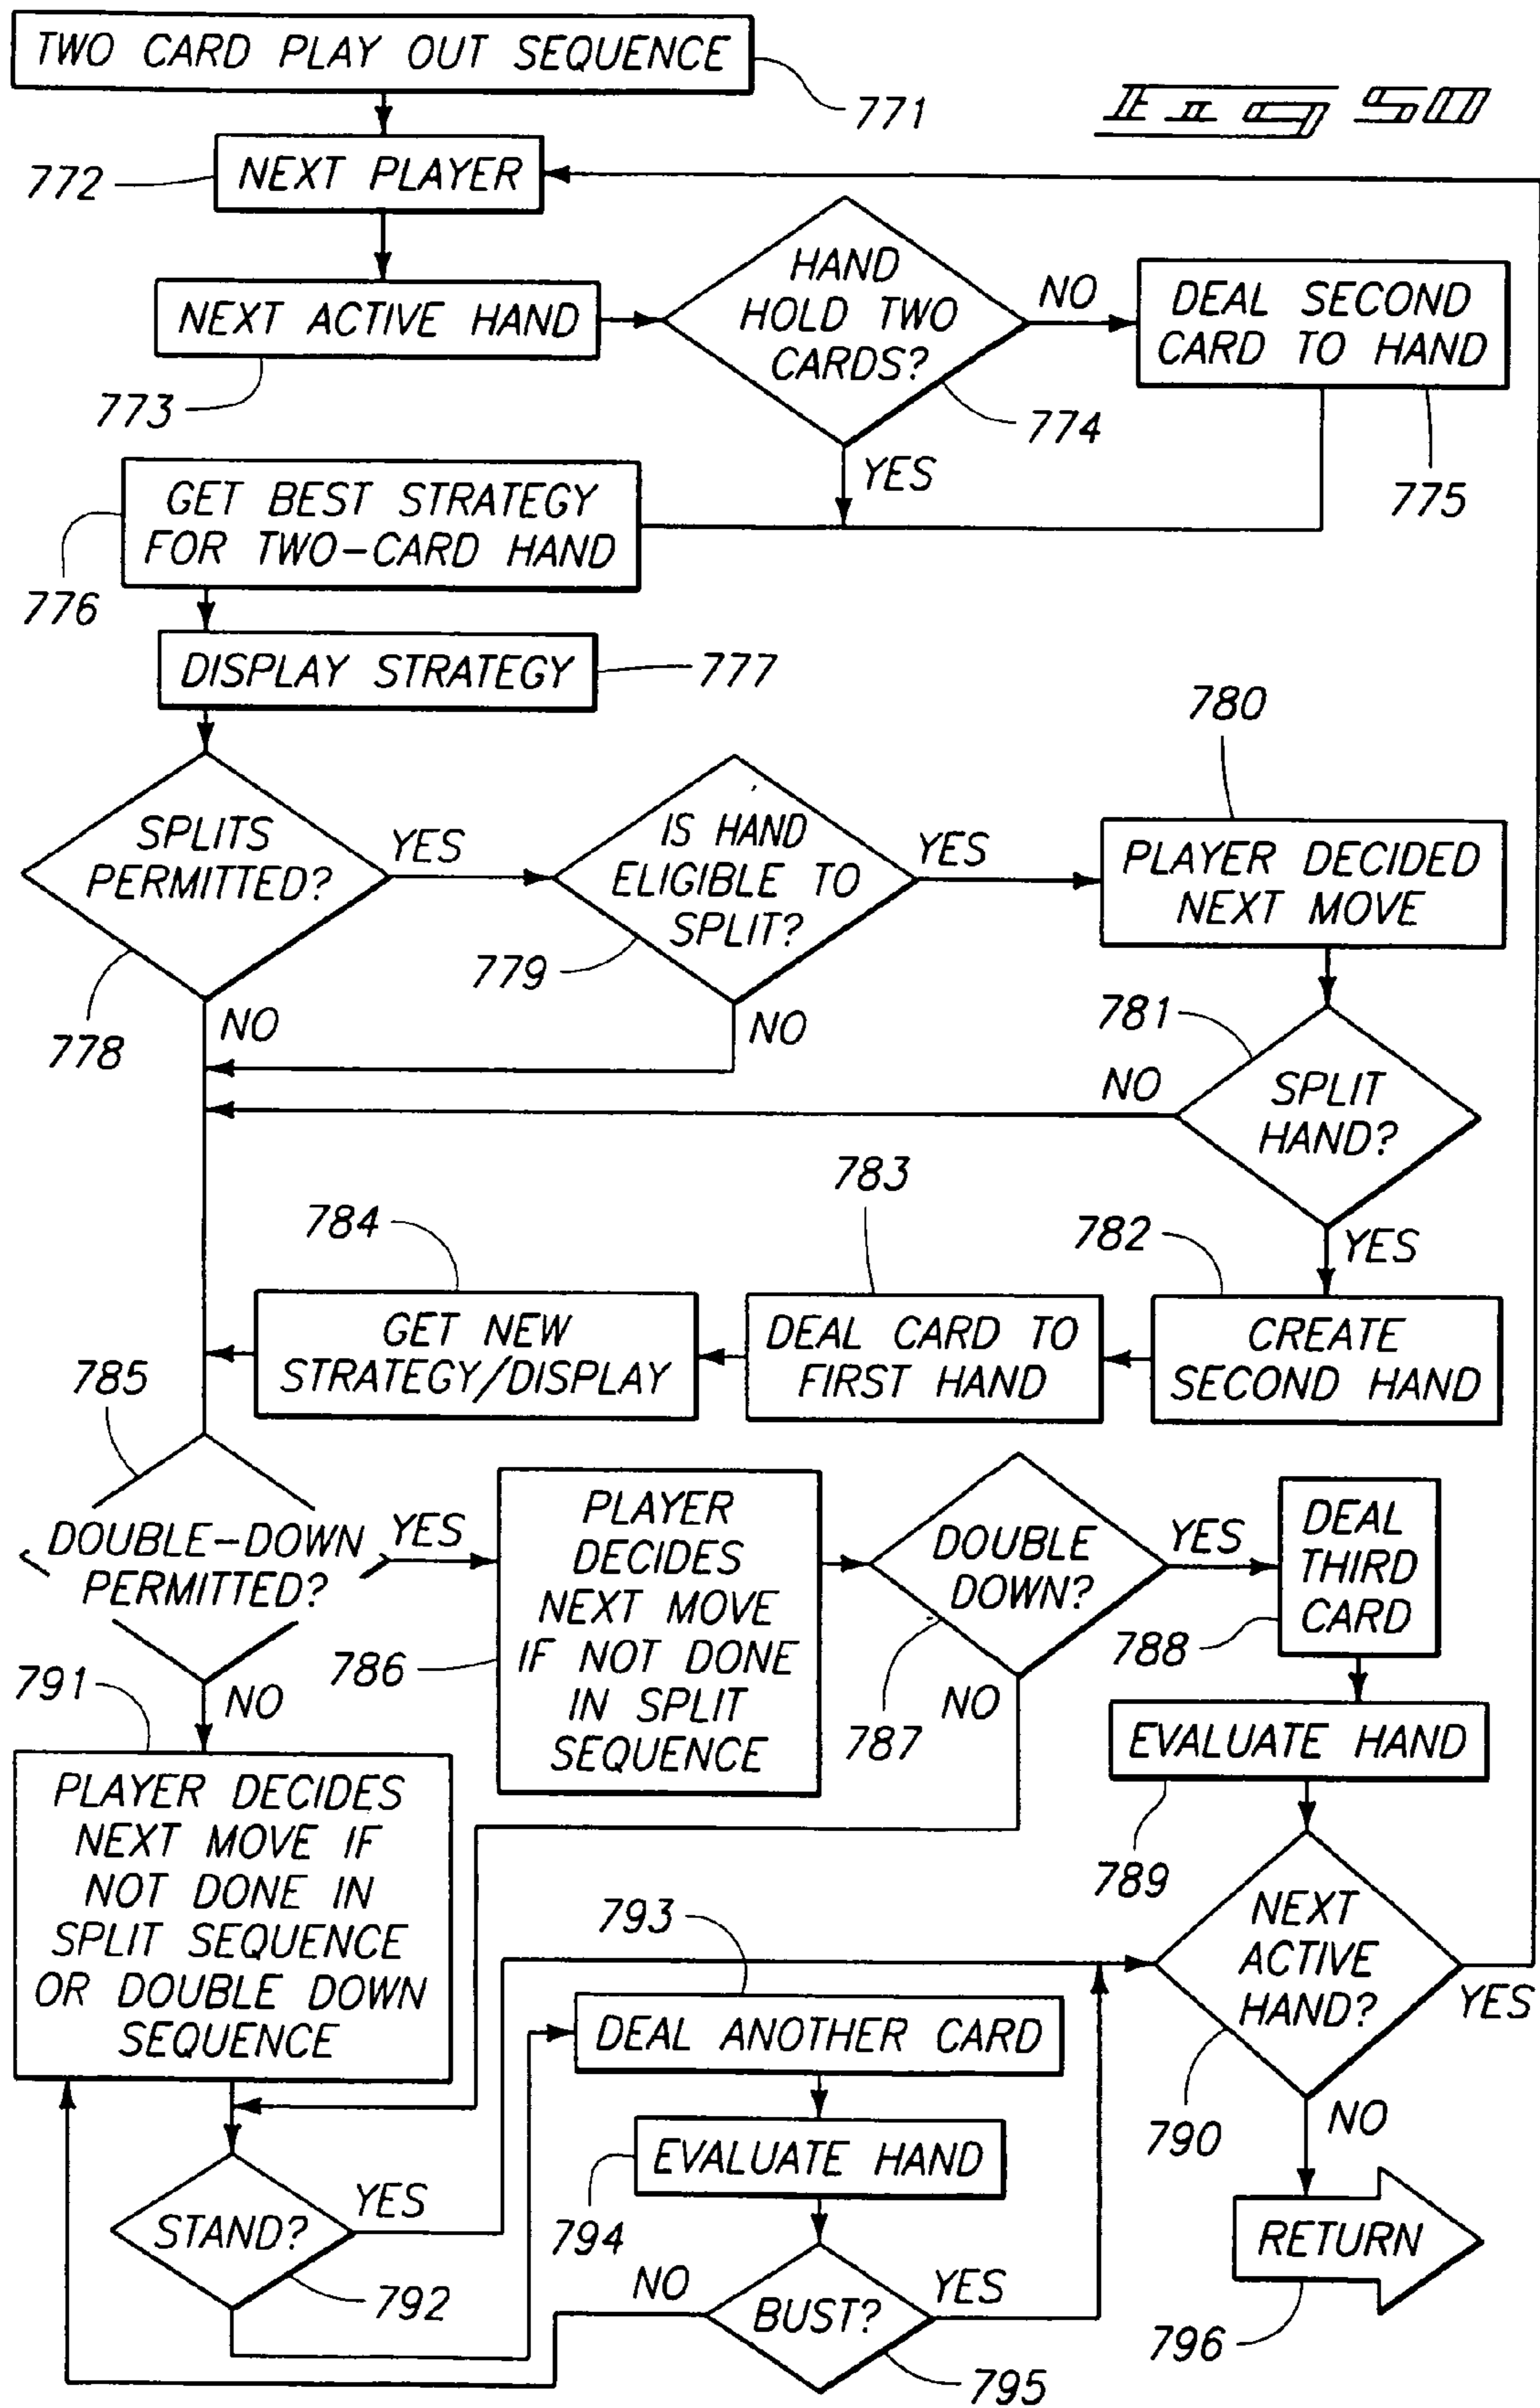 TWO CARD PLAY OUT SEQUENCE
771
Fig 50
772
NEXT PLAYER
NEXT ACTIVE HAND
773
HAND
HOLD TWO
CARDS?
774
NO
YES
DEAL SECOND
CARD TO HAND
775
GET BEST STRATEGY
FOR TWO-CARD HAND
776
DISPLAY STRATEGY
777
SPLITS
PERMITTED?
778
YES
NO
IS HAND
ELIGIBLE TO
SPLIT?
779
YES
NO
780
PLAYER DECIDED
NEXT MOVE
781
SPLIT
HAND?
NO
YES
782
CREATE
SECOND HAND
783
DEAL CARD TO
FIRST HAND
784
GET NEW
STRATEGY/DISPLAY
785
DOUBLE-DOWN
PERMITTED?
YES
NO
PLAYER
DECIDES
NEXT MOVE
IF NOT DONE
IN SPLIT
SEQUENCE
786
DOUBLE
DOWN?
787
YES
NO
DEAL
THIRD
CARD
788
EVALUATE HAND
789
NEXT
ACTIVE
HAND?
790
YES
NO
791
PLAYER DECIDES
NEXT MOVE IF
NOT DONE IN
SPLIT SEQUENCE
OR DOUBLE DOWN
SEQUENCE
STAND?
792
YES
793
DEAL ANOTHER CARD
EVALUATE HAND
794
BUST?
795
NO
YES
RETURN
796